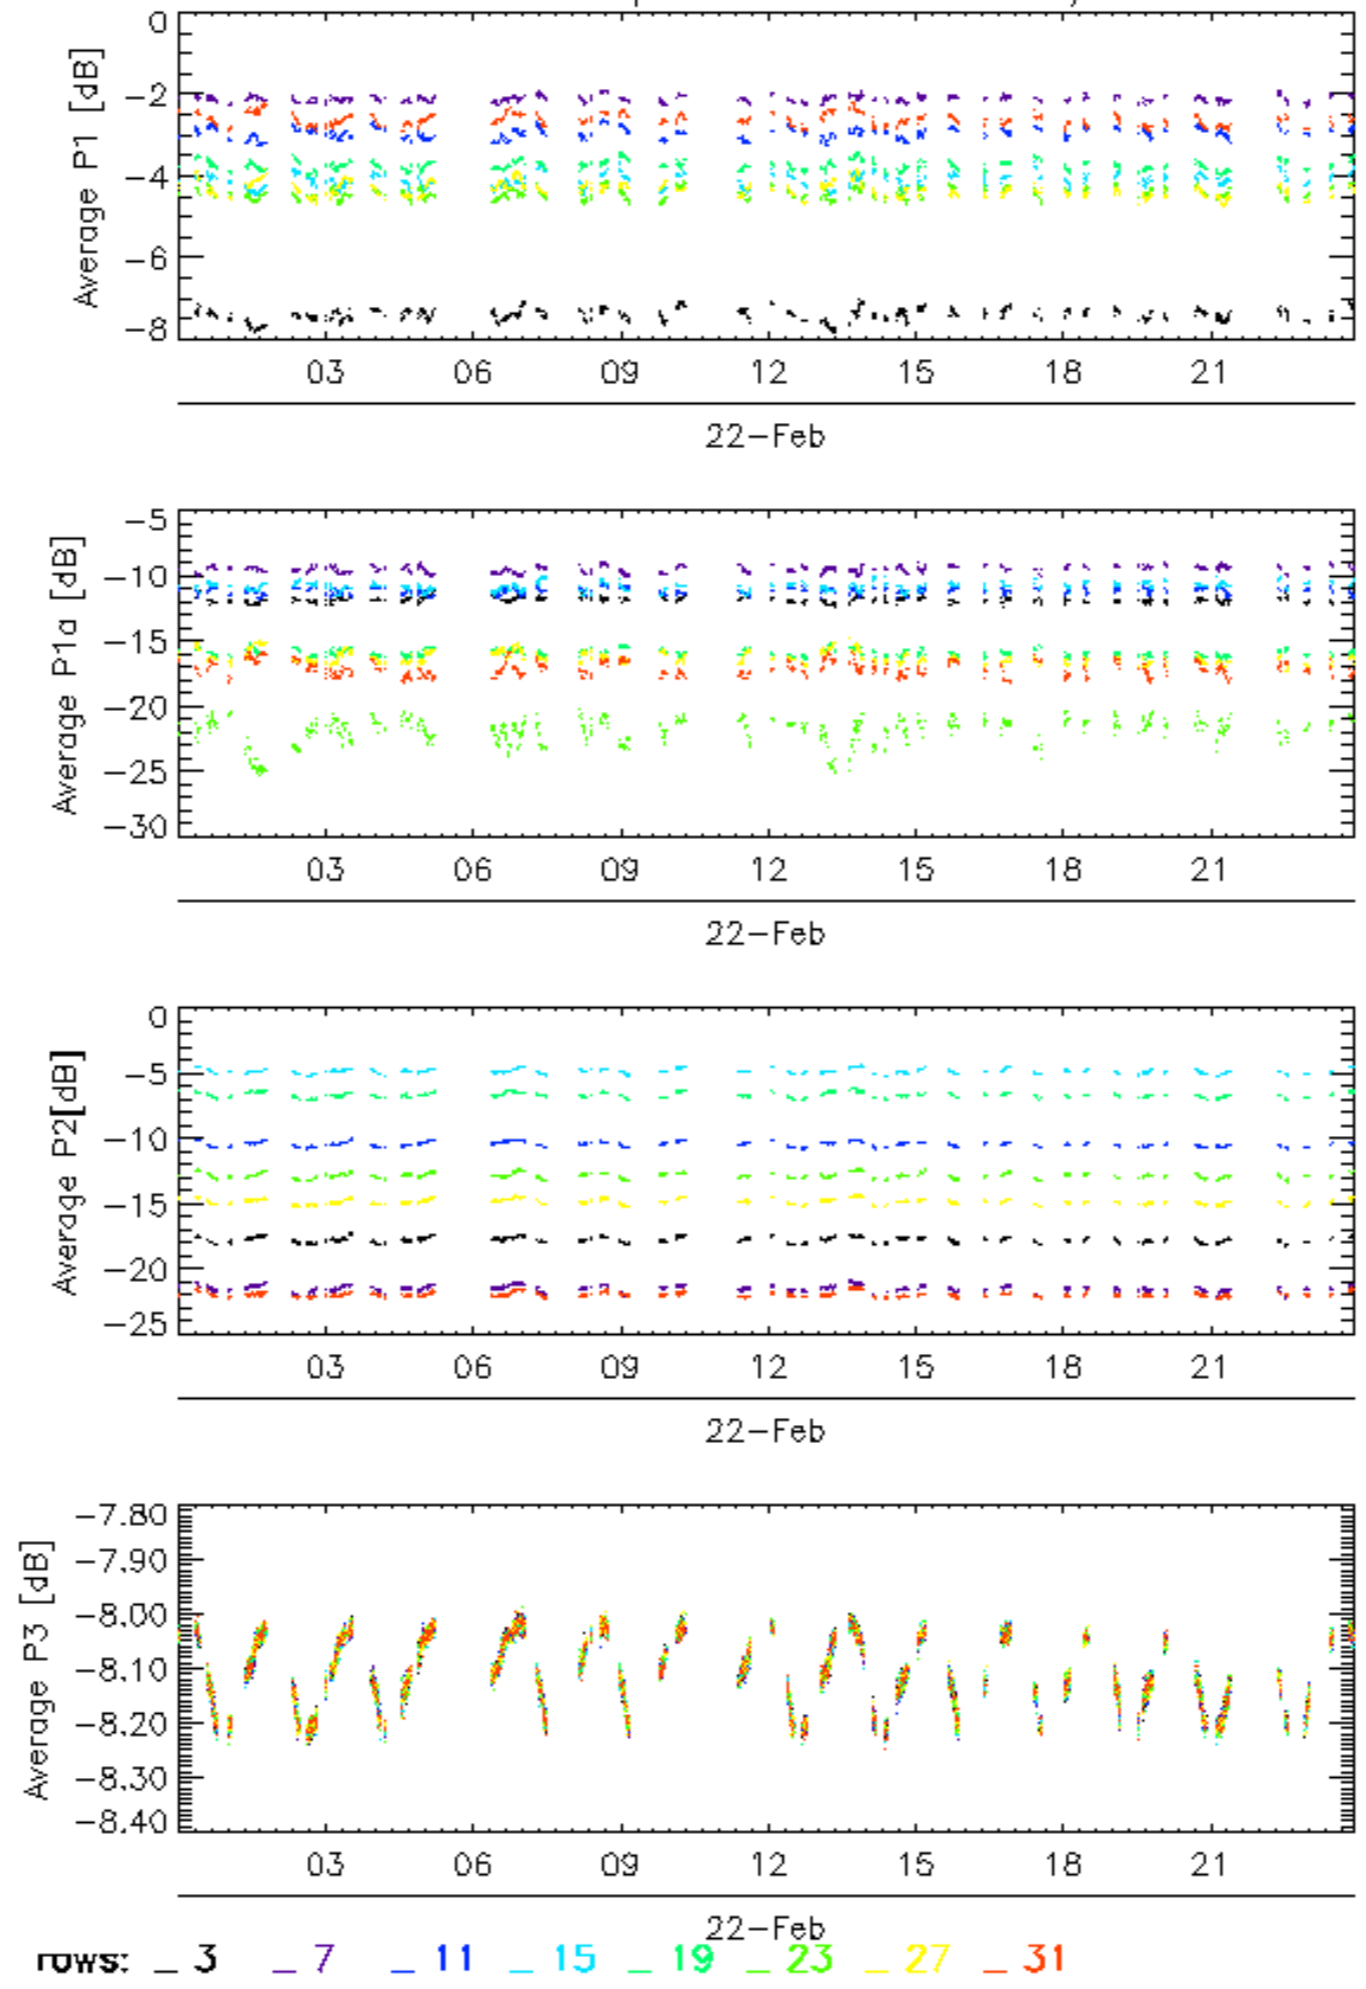 0
−2
−4
−6
−8
Average P1 [dB]
03 06 09 12 15 18 21
22−Feb
−5
−10
−15
−20
−25
−30
Average P1a [dB]
03 06 09 12 15 18 21
22−Feb
0
−5
−10
−15
−20
−25
Average P2[dB]
03 06 09 12 15 18 21
22−Feb
−7.80
−7.90
−8.00
−8.10
−8.20
−8.30
−8.40
Average P3 [dB]
03 06 09 12 15 18 21
22−Feb
rows: _ 3 _ 7 _ 11 _ 15 _ 19 _ 23 _ 27 _ 31